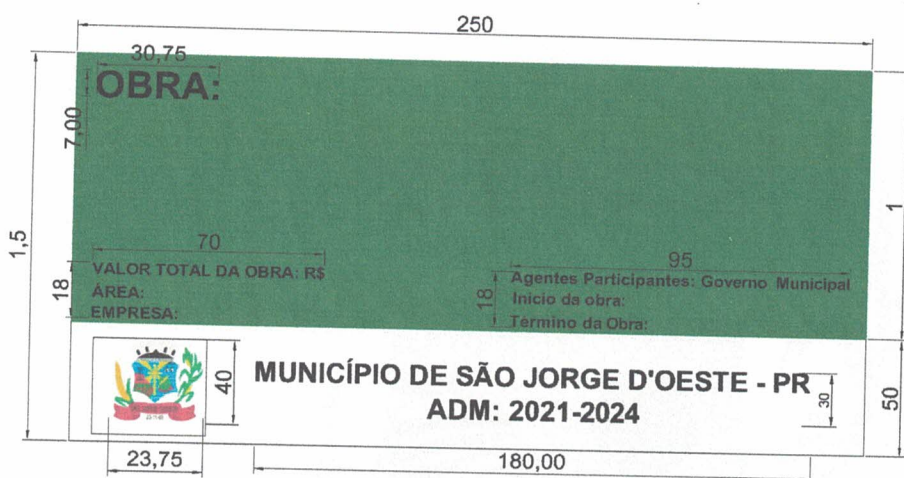 250
30,75
OBRA:
7,00
1,5
1
70
VALOR TOTAL DA OBRA: R$
ÁREA:
EMPRESA:
18
95
Agentes Participantes: Governo Municipal
Inicio da obra:
Término da Obra:
18
40
MUNICÍPIO DE SÃO JORGE D'OESTE - PR
ADM: 2021-2024
30
50
23,75
180,00